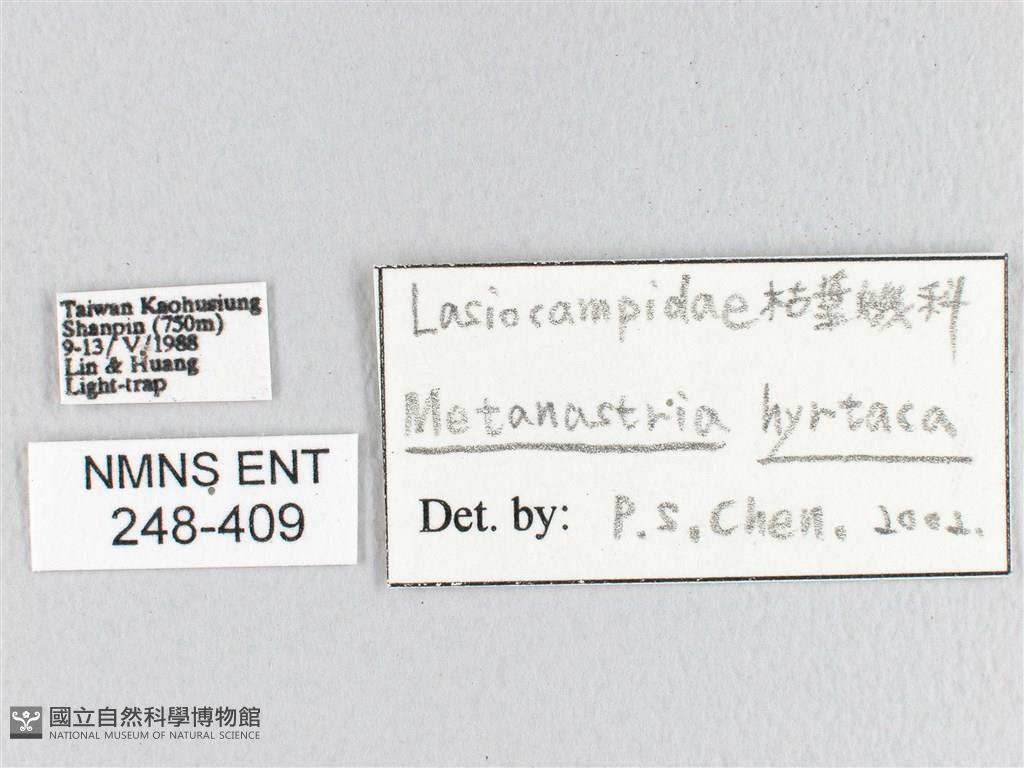 Taiwan Kaohusiung
Shanpin (750m)
9-13/V./1988
Lin & Huang
Light-trap
NMNS ENT
248-409
Lasiocampidae 枯葉蛾科
Metanastria hyrtaca
Det. by: P.S.Chen. 2002.
國立自然科學博物館
NATIONAL MUSEUM OF NATURAL SCIENCE